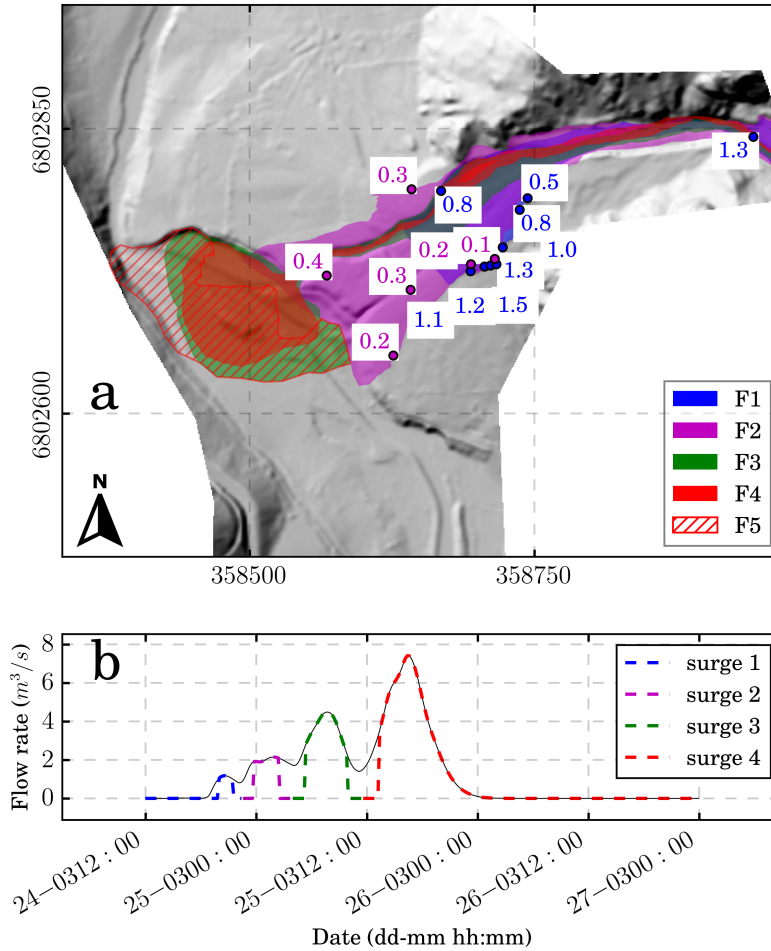 6802850
6802600
0.3
1.3
0.8
0.5
0.8
0.2
0.1
1.0
0.4
0.3
1.3
1.2
1.5
1.1
0.2
a
N
F1
F2
F3
F4
F5
358500
358750
b
Flow rate (m³/s)
8
6
4
2
0
surge 1
surge 2
surge 3
surge 4
24−0312 : 00
25−0300 : 00
25−0312 : 00
26−0300 : 00
26−0312 : 00
27−0300 : 00
Date (dd-mm hh:mm)